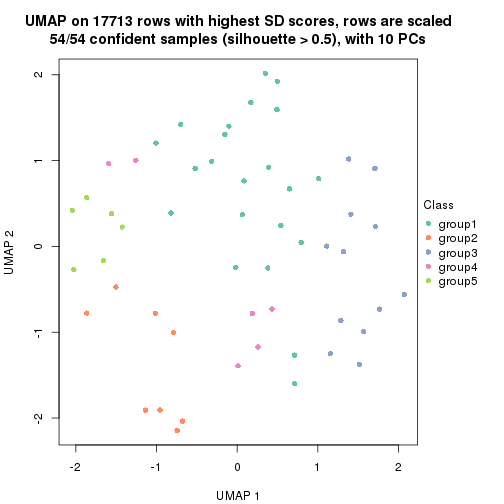 UMAP on 17713 rows with highest SD scores, rows are scaled
54/54 confident samples (silhouette > 0.5), with 10 PCs
UMAP 2
2
1
0
-1
-2
-2
-1
0
1
2
UMAP 1
Class
group1
group2
group3
group4
group5